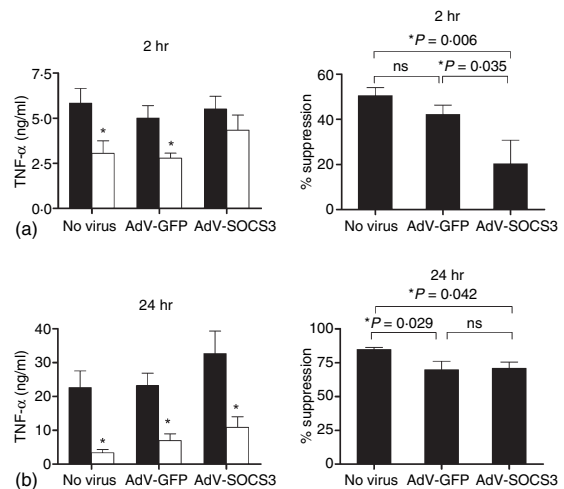 2 hr
7·5
5·0
2·5
0·0
TNF-α (ng/ml)
*
*
No virus AdV-GFP AdV-SOCS3
(a)
2 hr
*P = 0·006
ns
*P = 0·035
60
40
20
0
% suppression
No virus AdV-GFP AdV-SOCS3
24 hr
40
30
20
10
0
TNF-α (ng/ml)
*
*
*
No virus AdV-GFP AdV-SOCS3
(b)
24 hr
*P = 0·042
*P = 0·029
ns
100
75
50
25
0
% suppression
No virus AdV-GFP AdV-SOCS3